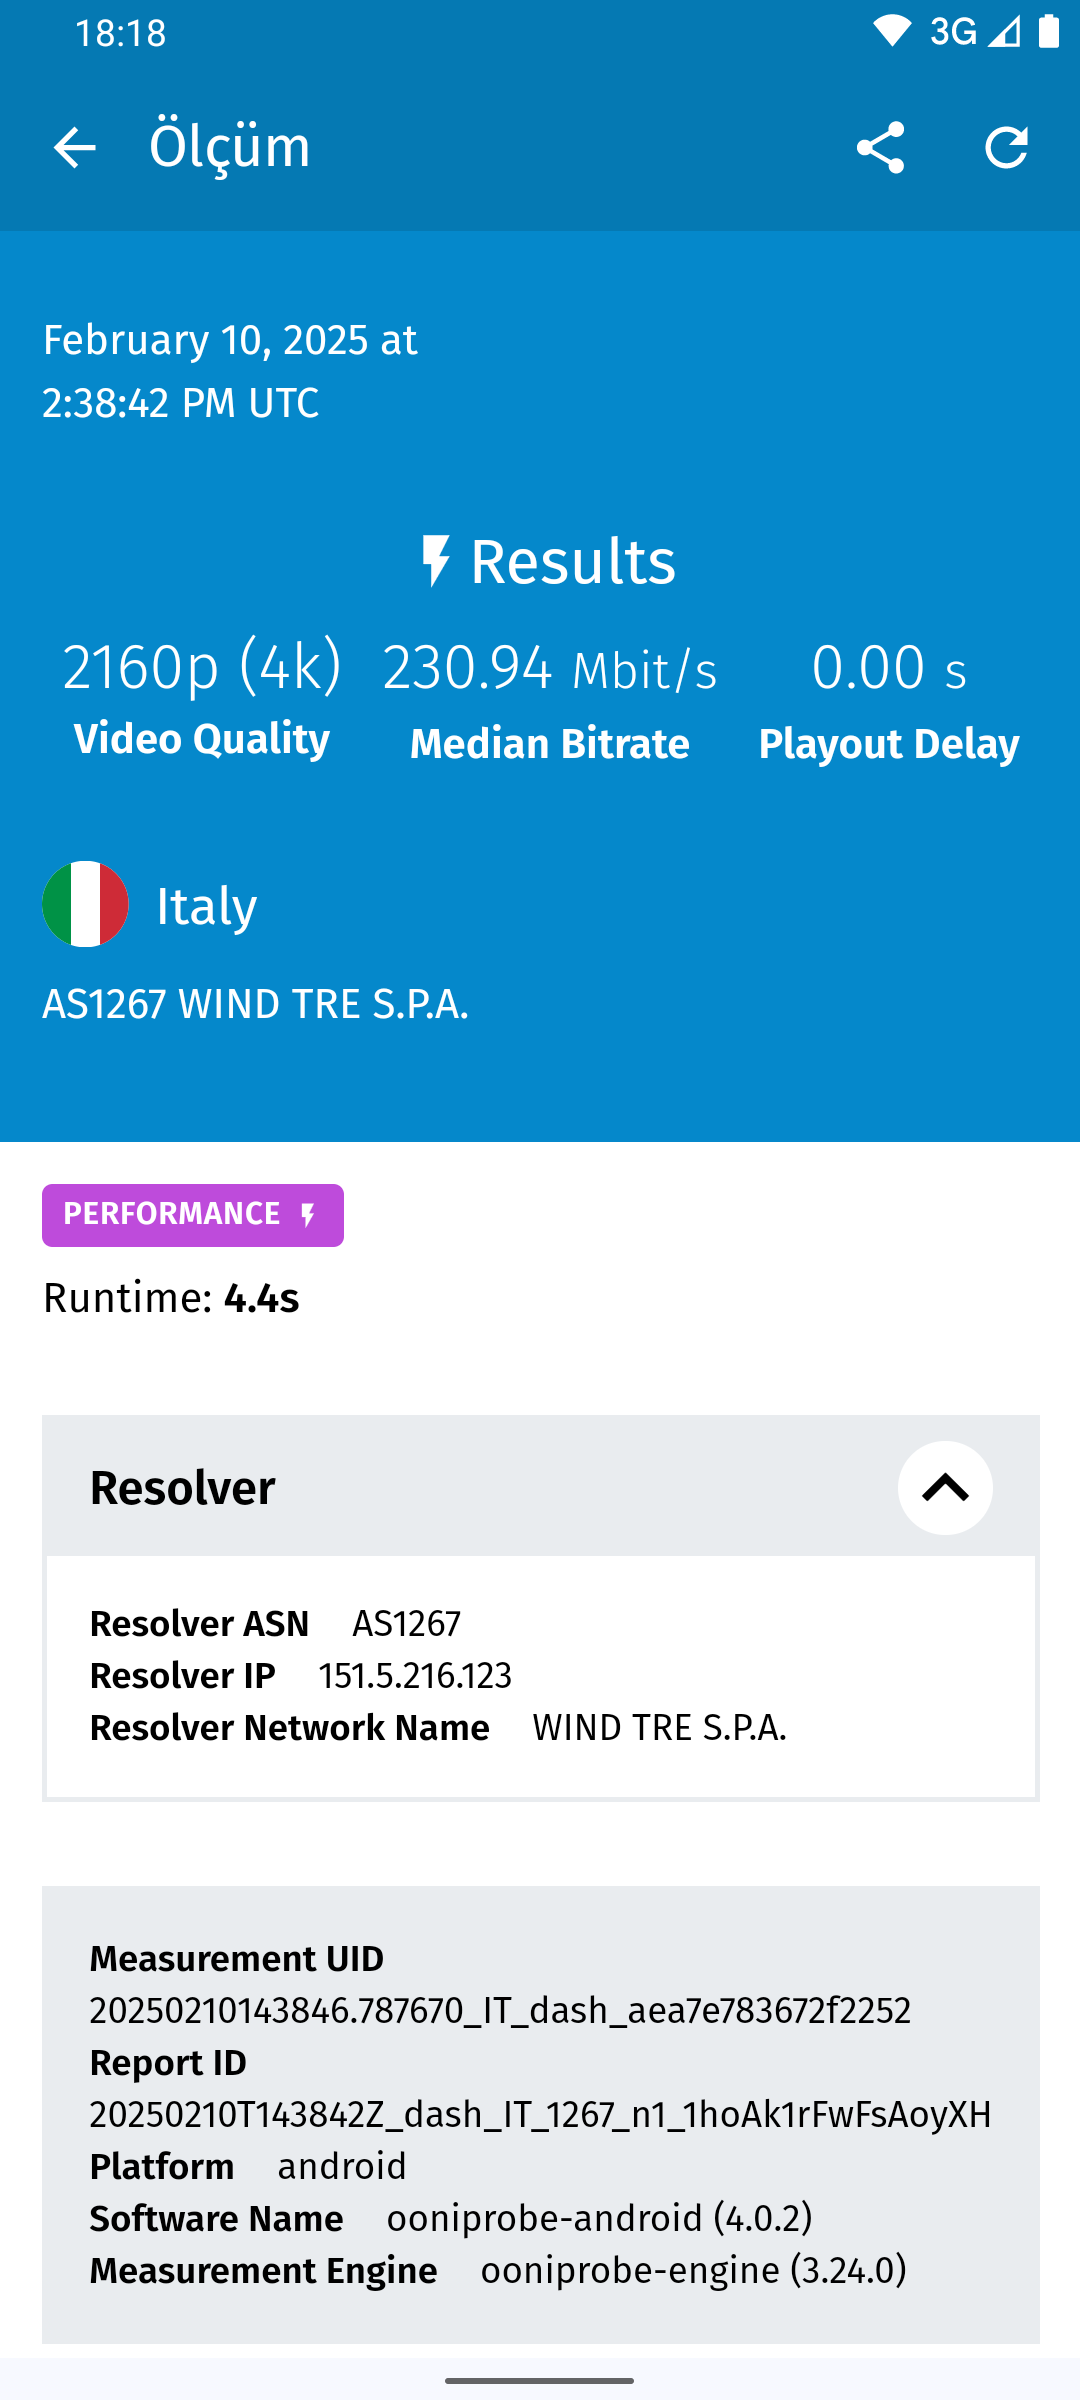 18:18
3G
Ölçüm
February 10, 2025 at
2:38:42 PM UTC
Results
2160p (4k) 230.94 Mbit/s 0.00 s
Video Quality Median Bitrate Playout Delay
Italy
AS1267 WIND TRE S.P.A.
PERFORMANCE
Runtime: 4.4s
Resolver
Resolver ASN AS1267
Resolver IP 151.5.216.123
Resolver Network Name WIND TRE S.P.A.
Measurement UID
20250210143846.787670_IT_dash_aea7e783672f2252
Report ID
20250210T143842Z_dash_IT_1267_n1_1hoAk1rFwFsAoyXH
Platform android
Software Name ooniprobe-android (4.0.2)
Measurement Engine ooniprobe-engine (3.24.0)